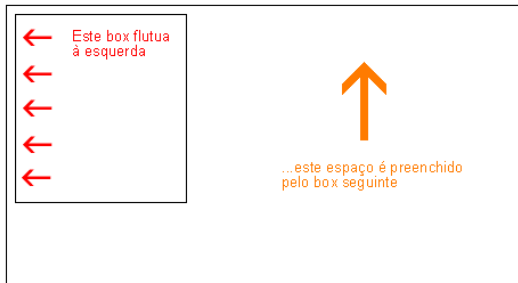 Este box flutua
à esquerda
...este espaço é preenchido
pelo box seguinte